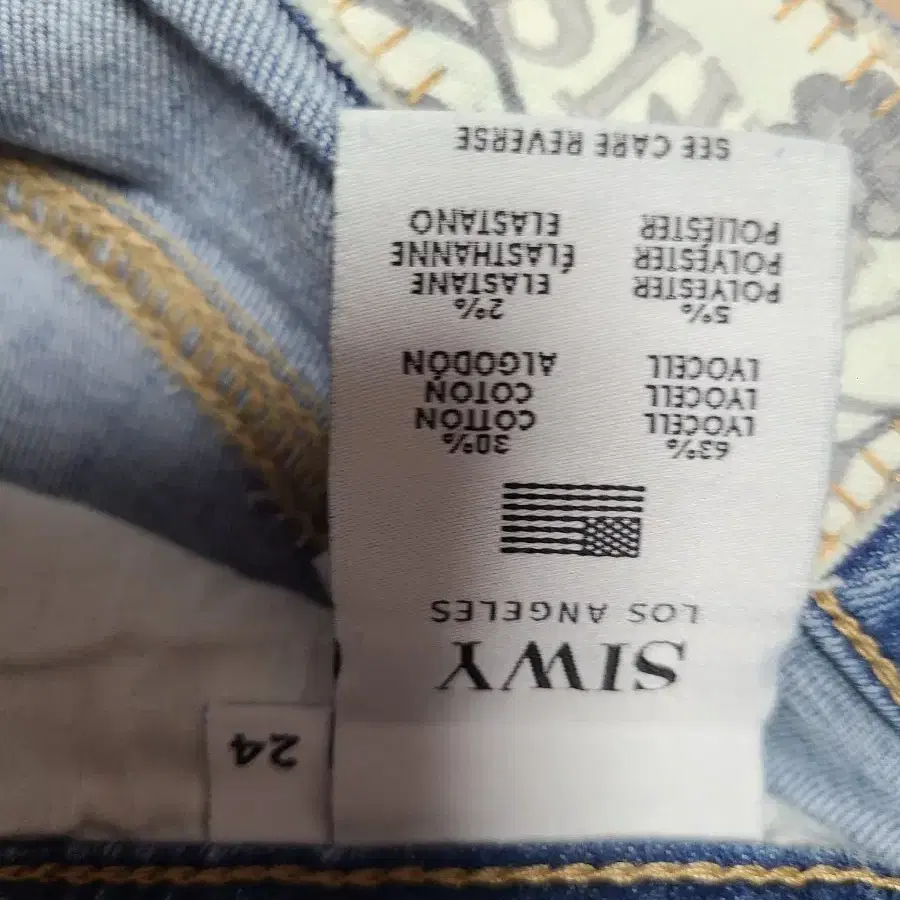 24
SIWY
LOS ANGELES
63% 30%
LYOCELL COTTON
LYOCELL COTON
LYOCELL ALGODÓN
5% 2%
POLYESTER ELASTANE
POLYESTER ÉLASTHANNE
POLIÉSTER ELASTANO
SEE CARE REVERSE